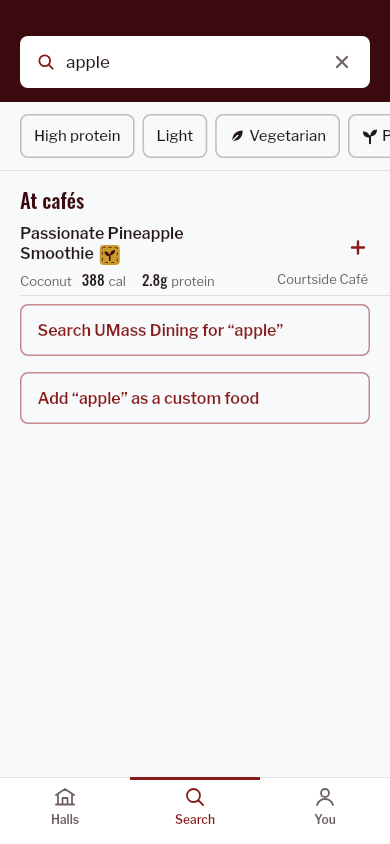 apple
High protein
Light
Vegetarian
P
At cafés
Passionate Pineapple
Smoothie
Coconut 388 cal 2.8g protein
Courtside Café
Search UMass Dining for “apple”
Add “apple” as a custom food
Halls
Search
You